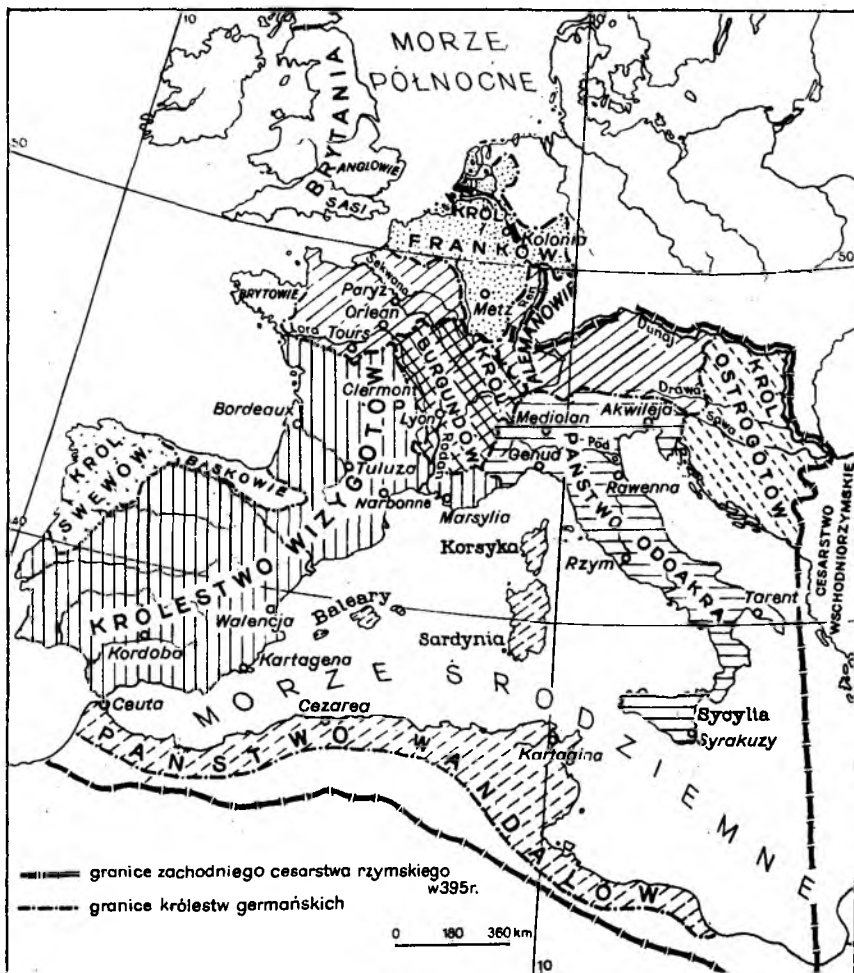 10
10
MORZE
PÓŁNOCNE
BRYTANIA
ANGLOWIE
SASI
50
50
KRÓL
FRANKÓW
Kolonia
Ren
Metz
Sekwana
Paryż
Orlean
BRYTOWIE
Lora
Tours
ALEMANOWIE
Dunaj
KRÓL
BURGUNDÓW
KRÓL
OSTROGOTÓW
Drawa
Sawa
Clermont
Lyon
Rodan
Bordeaux
Mediolan
Akwileja
Pad
Genua
PAŃSTWO ODOAKRA
KRÓL
SWEWÓW
BASKOWIE
Tuluza
Narbonne
Marsylia
Rawenna
CESARSTWO
WSCHODNIORZYMSKIE
40
KRÓLESTWO WIZYGOTÓW
Korsyka
Rzym
Tarent
Walencja
Baleary
Sardynia
Kordoba
Kartagena
MORZE ŚRODZIEMNE
Ceuta
Cezarea
Sycylia
Syrakuzy
Kartagina
PAŃSTWO WANDALÓW
granice zachodniego cesarstwa rzymskiego
w395r.
granice królestw germańskich
0 180 360 km
10